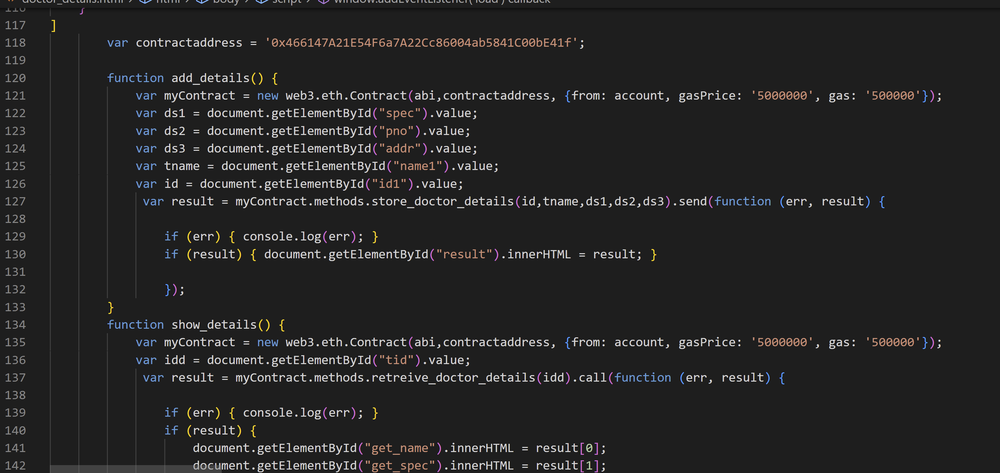 doctor_details.html > html > body > script > window.addEventListener('load') callback
116 }
117 ]
118 var contractaddress = '0x466147A21E54F6a7A22Cc86004ab5841C00bE41f';
119
120 function add_details() {
121 var myContract = new web3.eth.Contract(abi,contractaddress, {from: account, gasPrice: '5000000', gas: '500000'});
122 var ds1 = document.getElementById("spec").value;
123 var ds2 = document.getElementById("pno").value;
124 var ds3 = document.getElementById("addr").value;
125 var tname = document.getElementById("name1").value;
126 var id = document.getElementById("id1").value;
127 var result = myContract.methods.store_doctor_details(id,tname,ds1,ds2,ds3).send(function (err, result) {
128
129 if (err) { console.log(err); }
130 if (result) { document.getElementById("result").innerHTML = result; }
131
132 });
133 }
134 function show_details() {
135 var myContract = new web3.eth.Contract(abi,contractaddress, {from: account, gasPrice: '5000000', gas: '500000'});
136 var idd = document.getElementById("tid").value;
137 var result = myContract.methods.retreive_doctor_details(idd).call(function (err, result) {
138
139 if (err) { console.log(err); }
140 if (result) {
141 document.getElementById("get_name").innerHTML = result[0];
142 document.getElementById("get_spec").innerHTML = result[1];